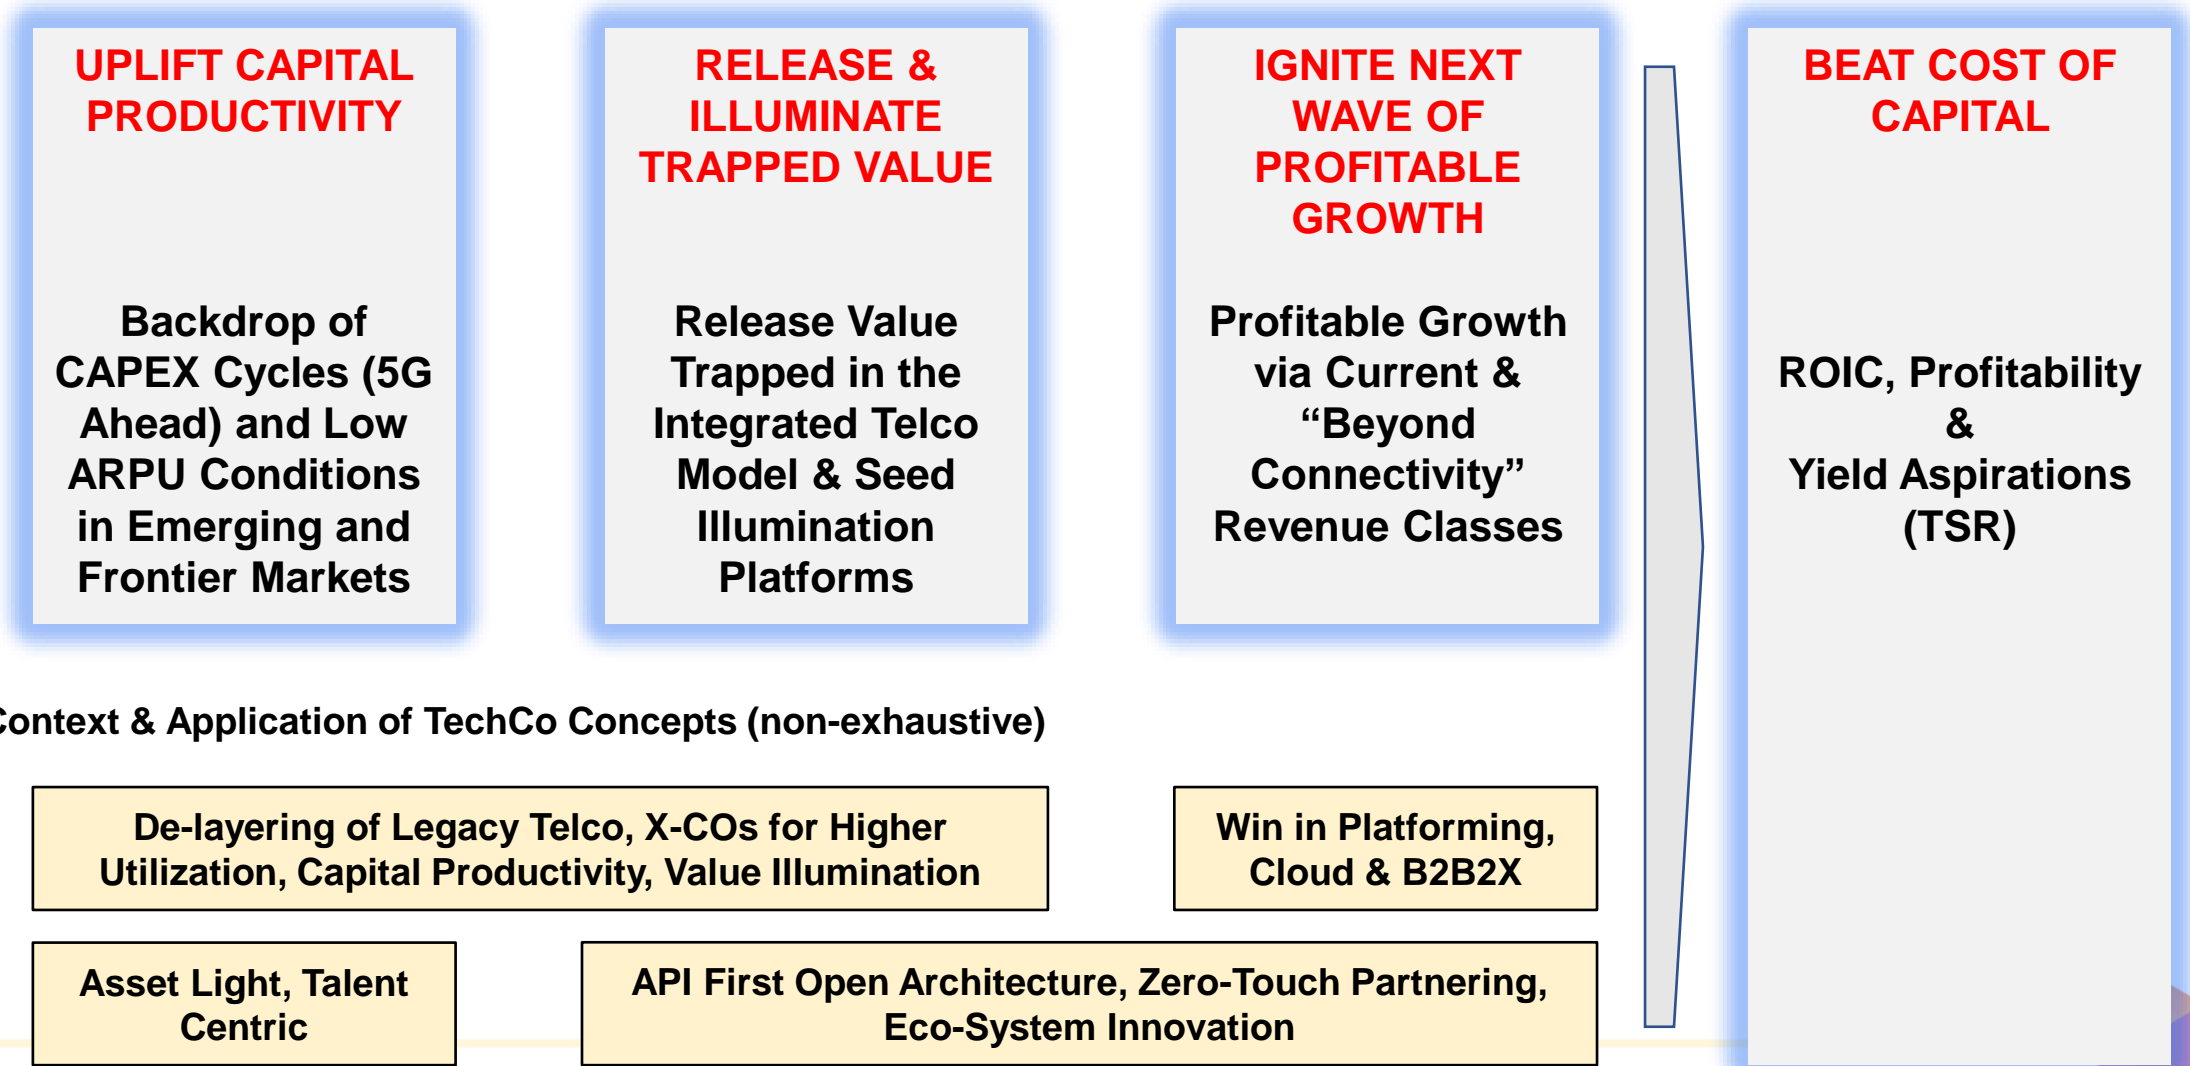 UPLIFT CAPITAL
PRODUCTIVITY
Backdrop of
CAPEX Cycles (5G
Ahead) and Low
ARPU Conditions
in Emerging and
Frontier Markets
RELEASE &
ILLUMINATE
TRAPPED VALUE
Release Value
Trapped in the
Integrated Telco
Model & Seed
Illumination
Platforms
IGNITE NEXT
WAVE OF
PROFITABLE
GROWTH
Profitable Growth
via Current &
“Beyond
Connectivity”
Revenue Classes
BEAT COST OF
CAPITAL
ROIC, Profitability
&
Yield Aspirations
(TSR)
Context & Application of TechCo Concepts (non-exhaustive)
De-layering of Legacy Telco, X-COs for Higher
Utilization, Capital Productivity, Value Illumination
Win in Platforming,
Cloud & B2B2X
Asset Light, Talent
Centric
API First Open Architecture, Zero-Touch Partnering,
Eco-System Innovation